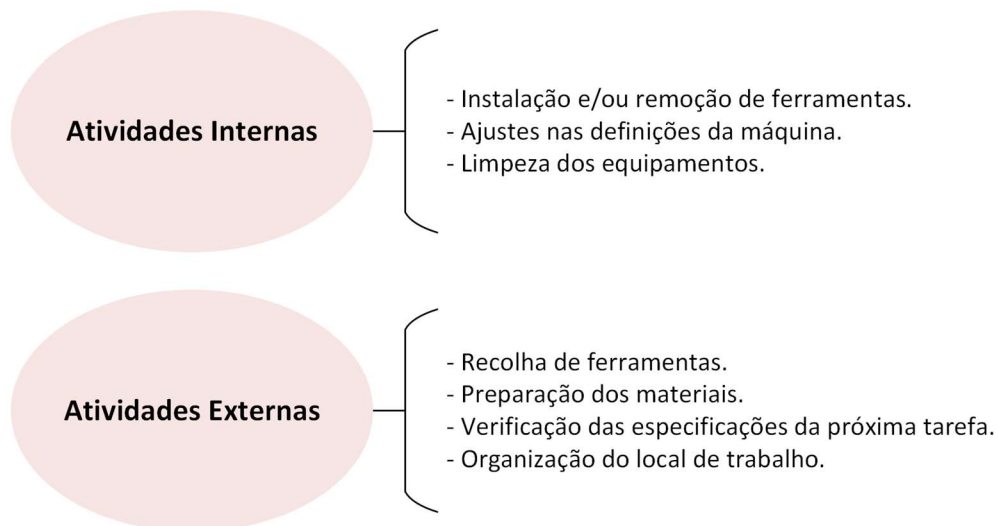 Atividades Internas
- Instalação e/ou remoção de ferramentas.
- Ajustes nas definições da máquina.
- Limpeza dos equipamentos.
Atividades Externas
- Recolha de ferramentas.
- Preparação dos materiais.
- Verificação das especificações da próxima tarefa.
- Organização do local de trabalho.